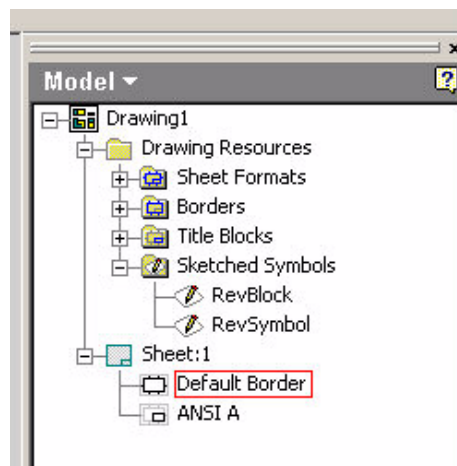 Model
?
Drawing1
Drawing Resources
Sheet Formats
Borders
Title Blocks
Sketched Symbols
RevBlock
RevSymbol
Sheet:1
Default Border
ANSI A